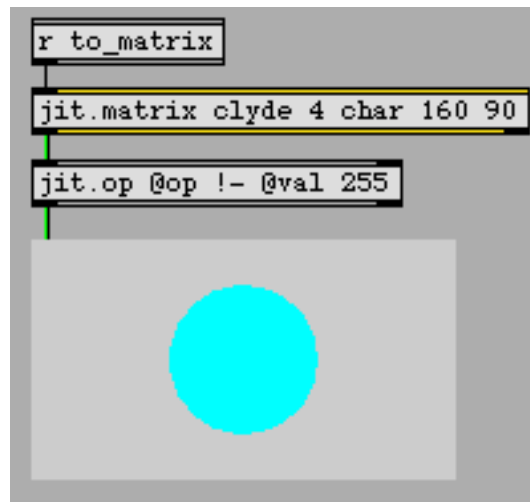 r to_matrix
jit.matrix clyde 4 char 160 90
jit.op @op !- @val 255